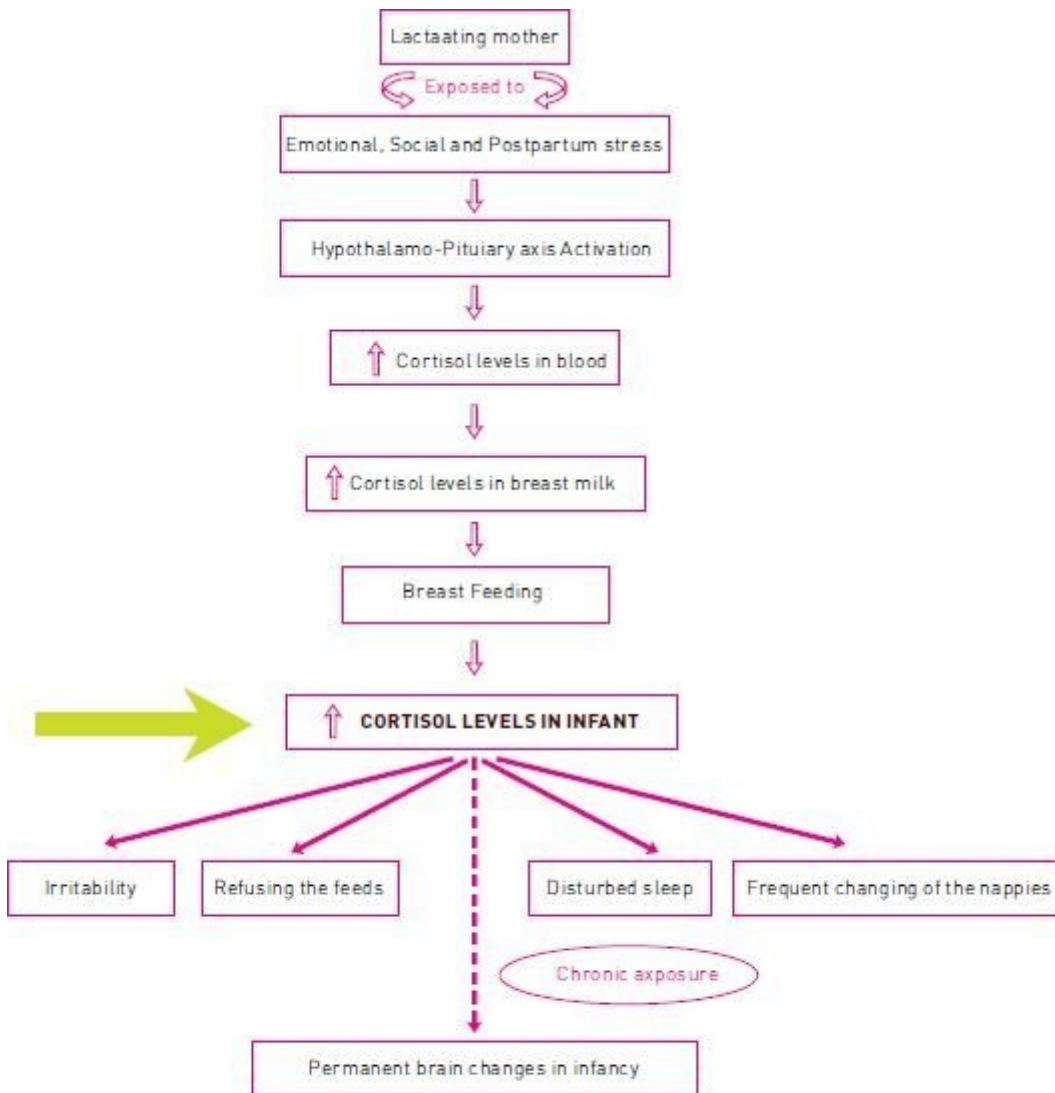 Lactaating mother
Exposed to
Emotional, Social and Postpartum stress
Hypothalamo-Pituiary axis Activation
Cortisol levels in blood
Cortisol levels in breast milk
Breast Feeding
CORTISOL LEVELS IN INFANT
Irritability
Refusing the feeds
Disturbed sleep
Frequent changing of the nappies
Chronic axposure
Permanent brain changes in infancy